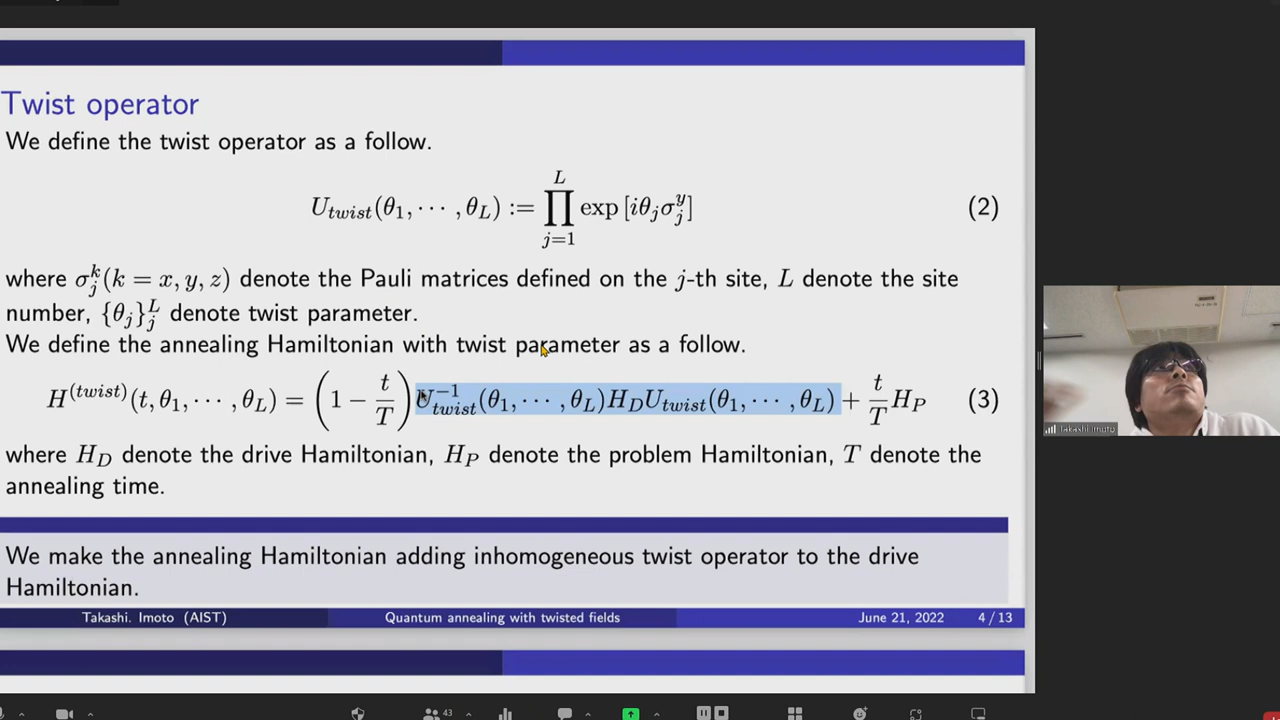 Twist operator
We define the twist operator as a follow.
U_{twist}(θ_1, ⋯ , θ_L) := ∏_{j=1}^{L} exp [iθ_jσ_j^y] (2)
where σ_j^k(k = x, y, z) denote the Pauli matrices defined on the j-th site, L denote the site
number, {θ_j}_j^L denote twist parameter.
We define the annealing Hamiltonian with twist parameter as a follow.
H^{(twist)}(t, θ_1, ⋯ , θ_L) = (1 − t/T) U_{twist}^{−1}(θ_1, ⋯ , θ_L)H_DU_{twist}(θ_1, ⋯ , θ_L) + t/T H_P (3)
where H_D denote the drive Hamiltonian, H_P denote the problem Hamiltonian, T denote the
annealing time.
We make the annealing Hamiltonian adding inhomogeneous twist operator to the drive
Hamiltonian.
Takashi. Imoto (AIST) Quantum annealing with twisted fields June 21, 2022 4 / 13
Takashi Imoto
43